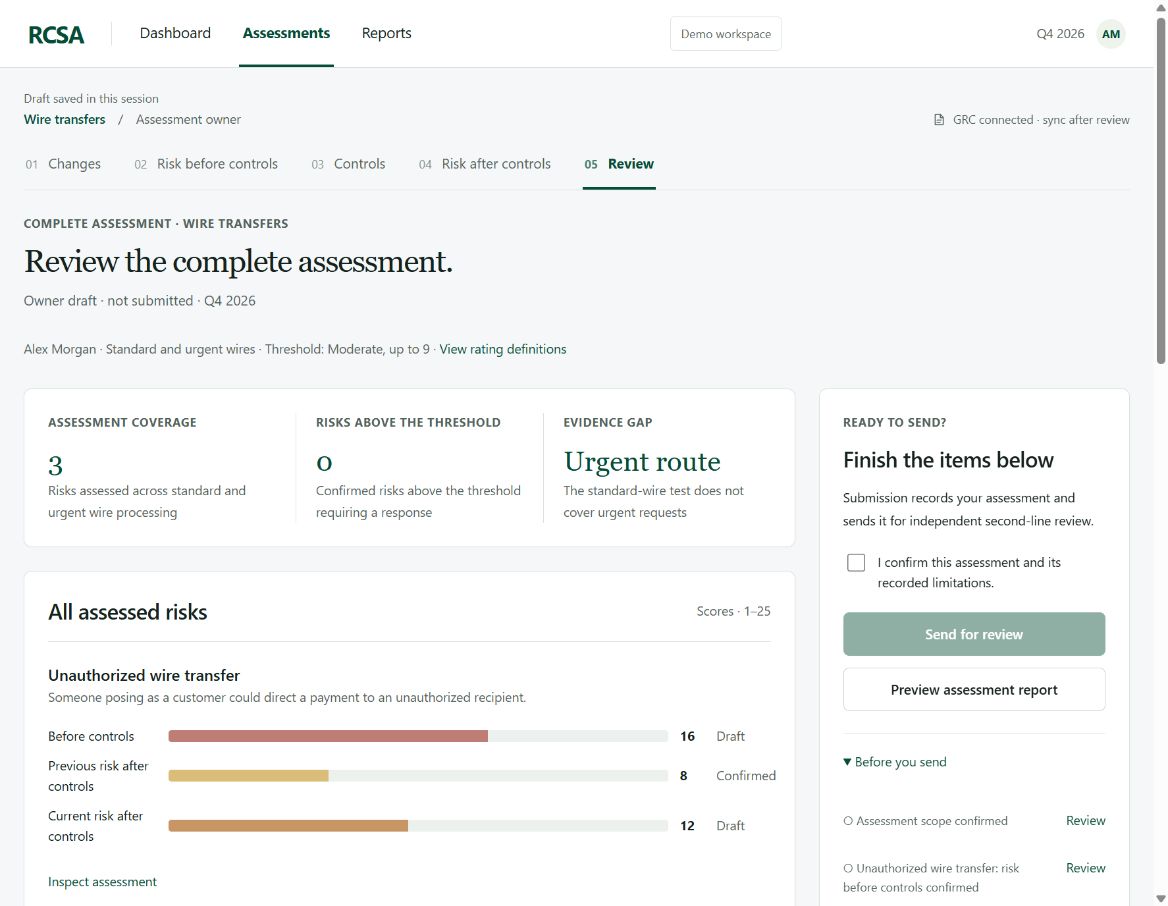 RCSA
Dashboard
Assessments
Reports
Demo workspace
Q4 2026
AM
Draft saved in this session
Wire transfers / Assessment owner
GRC connected · sync after review
01 Changes
02 Risk before controls
03 Controls
04 Risk after controls
05 Review
COMPLETE ASSESSMENT · WIRE TRANSFERS
Review the complete assessment.
Owner draft · not submitted · Q4 2026
Alex Morgan · Standard and urgent wires · Threshold: Moderate, up to 9 · View rating definitions
ASSESSMENT COVERAGE
3
Risks assessed across standard and
urgent wire processing
RISKS ABOVE THE THRESHOLD
0
Confirmed risks above the threshold
requiring a response
EVIDENCE GAP
Urgent route
The standard-wire test does not
cover urgent requests
All assessed risks
Scores · 1–25
Unauthorized wire transfer
Someone posing as a customer could direct a payment to an unauthorized recipient.
Before controls
16
Draft
Previous risk after
controls
8
Confirmed
Current risk after
controls
12
Draft
Inspect assessment
READY TO SEND?
Finish the items below
Submission records your assessment and
sends it for independent second-line review.
I confirm this assessment and its
recorded limitations.
Send for review
Preview assessment report
Before you send
Assessment scope confirmed
Review
Unauthorized wire transfer: risk
before controls confirmed
Review